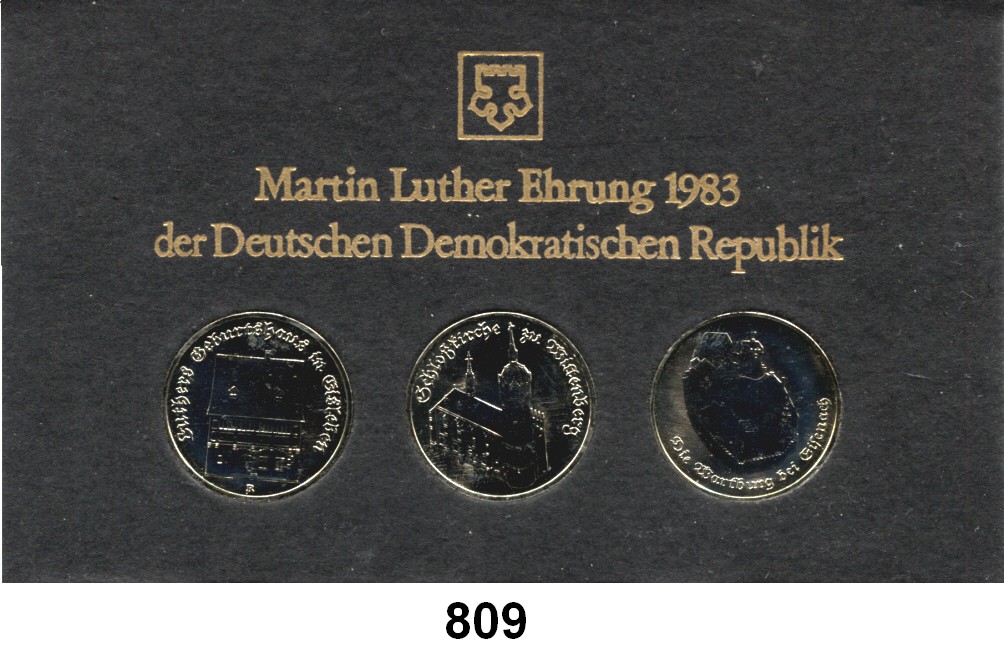 Martin Luther Ehrung 1983
der Deutschen Demokratischen Republik
Luthers Geburtshaus in Eisleben
Schloßkirche zu Wittenberg
Die Wartburg bei Eisenach
809